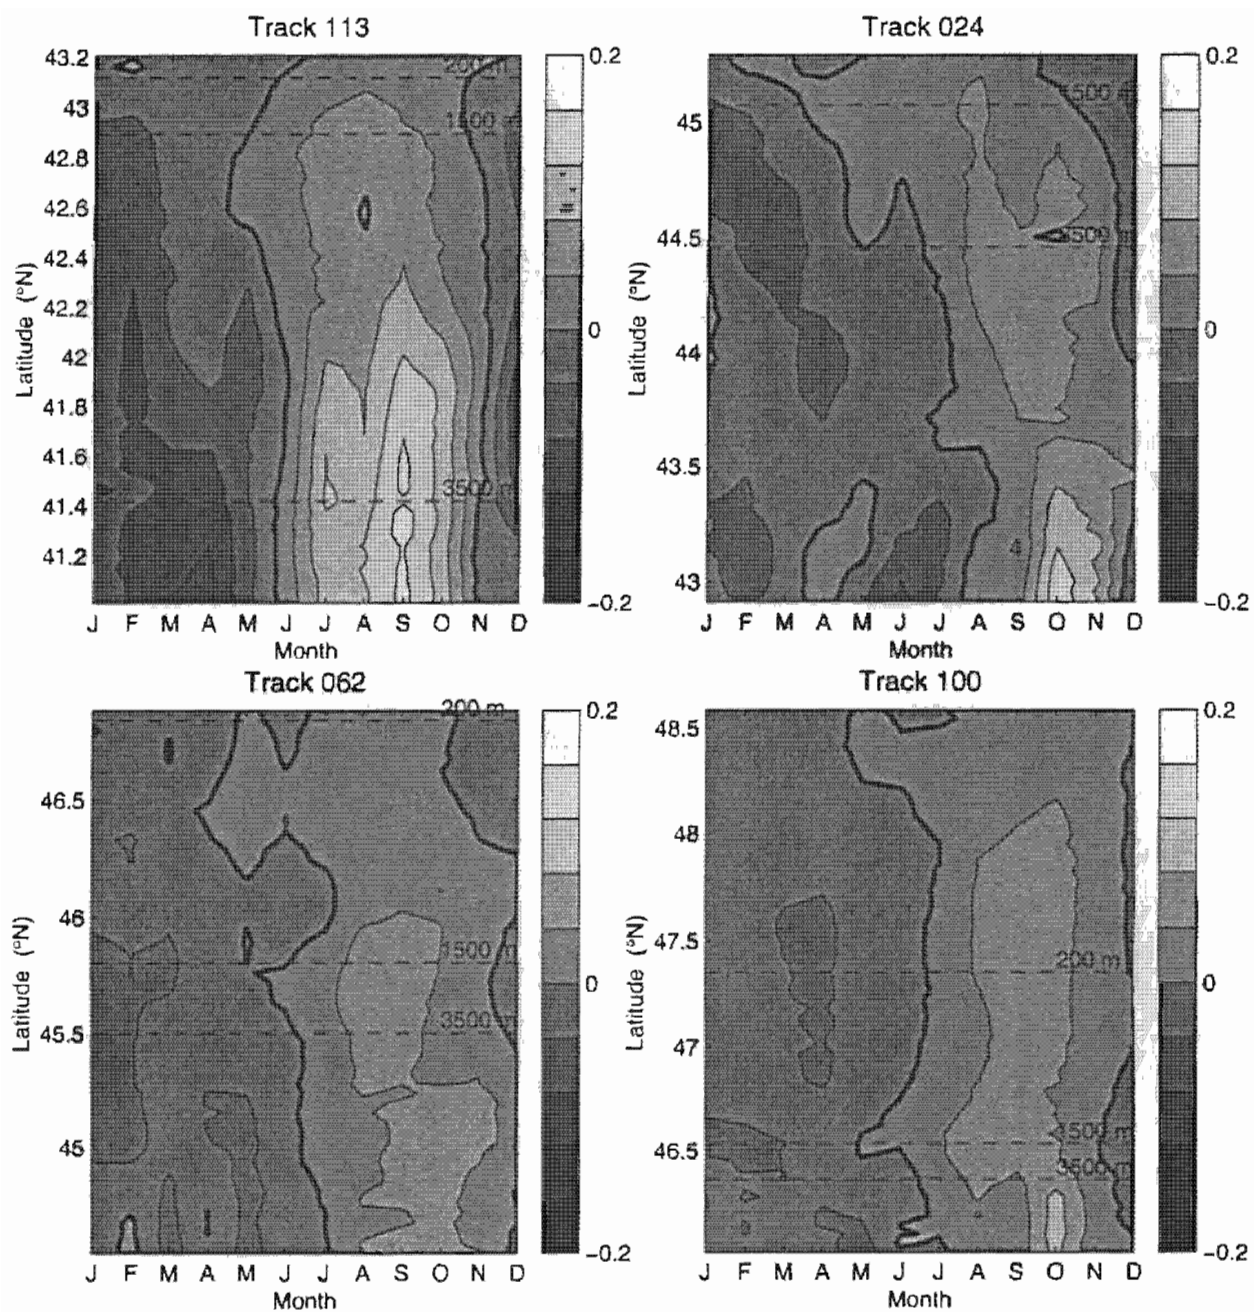 Track 113
Track 024
43.2
43
42.8
42.6
42.4
42.2
42
41.8
41.6
41.4
41.2
Latitude (°N)
200 m
1500 m
3500 m
0.2
0
−0.2
J F M A M J J A S O N D
Month
45
44.5
44
43.5
43
Latitude (°N)
1500 m
3500 m
4
0.2
0
−0.2
J F M A M J J A S O N D
Month
Track 062
Track 100
46.5
46
45.5
45
Latitude (°N)
200 m
1500 m
3500 m
0.2
0
−0.2
J F M A M J J A S O N D
Month
48.5
48
47.5
47
46.5
Latitude (°N)
200 m
1500 m
3500 m
0.2
0
−0.2
J F M A M J J A S O N D
Month